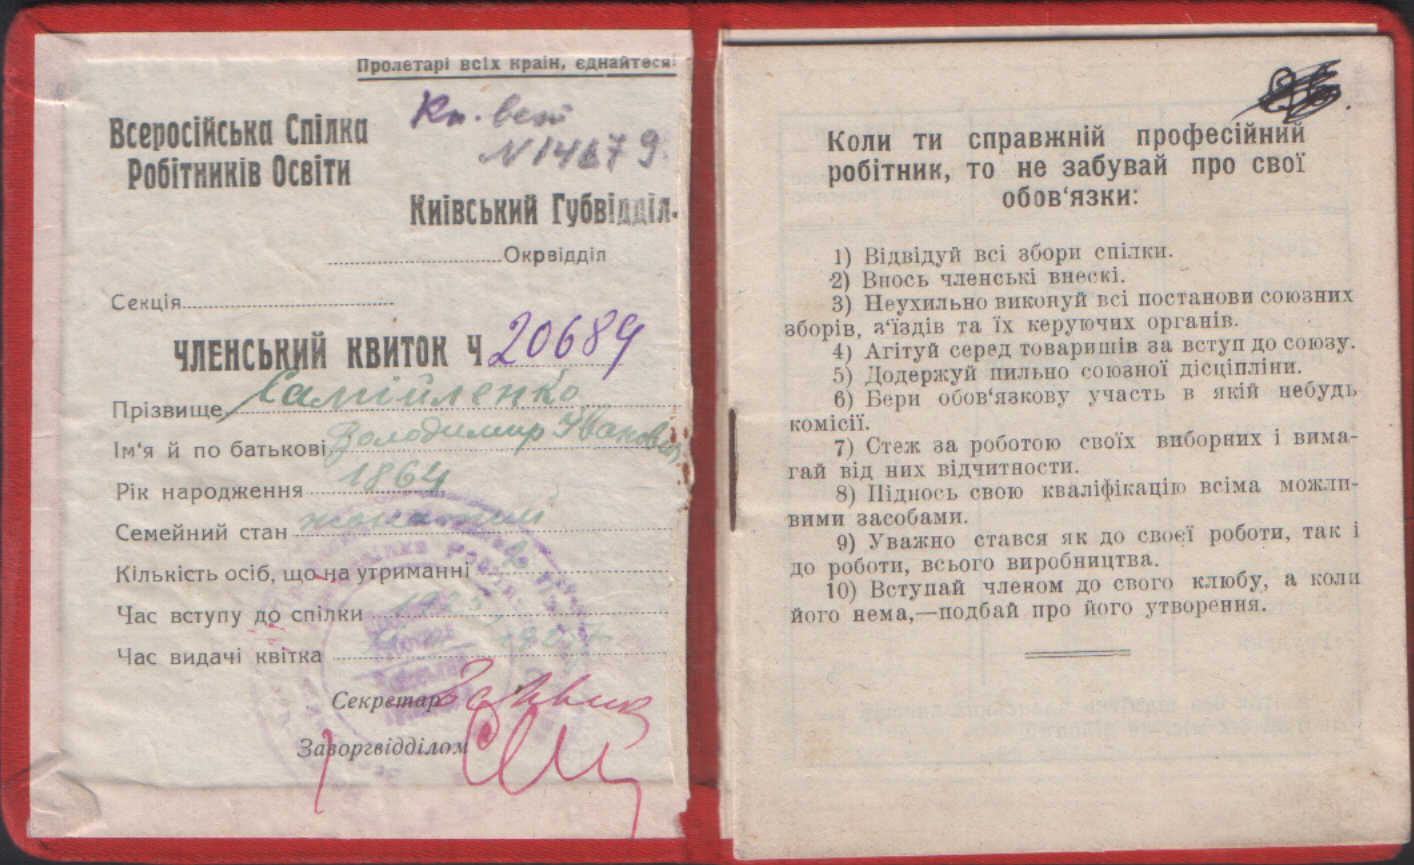 Пролетарі всіх країн, єднайтеся!
Кн. вет
N 14679
Всеросійська Спілка
Робітників Освіти
Київський Губвідділ.
Окрвідділ
Секція
ЧЛЕНСЬКИЙ КВИТОК Ч 20689
Прізвище Самійленко
Ім'я й по батькові Володимир Іванович
Рік народження 1864
Семейний стан жонатий
Кількість осіб, що на утриманні
Час вступу до спілки
Час видачі квітка
Секретар
Заворгвідділом
Коли ти справжній професійний
робітник, то не забувай про свої
обов'язки:
1) Відвідуй всі збори спілки.
2) Внось членські внескі.
3) Неухильно виконуй всі постанови союзних
зборів, з'їздів та їх керуючих органів.
4) Агітуй серед товаришів за вступ до союзу.
5) Додержуй пильно союзної дісціпліни.
6) Бери обов'язкову участь в якій небудь
комісії.
7) Стеж за роботою своїх виборних і вима-
гай від них відчитности.
8) Піднось свою кваліфікацію всіма можли-
вими засобами.
9) Уважно стався як до своєї роботи, так і
до роботи, всього виробництва.
10) Вступай членом до свого клюбу, а коли
його нема,—подбай про його утворення.